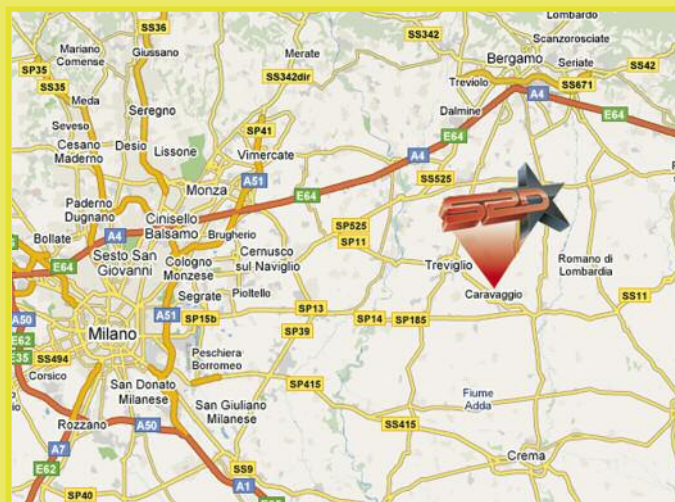 SS36
Lombardo
SS342
Scanzorosciate
Mariano
Comense
Giussano
Merate
Bergamo
Seriate
SS42
SP35
SS342dir
Treviolo
SS671
SS35
Meda
A4
Seregno
Dalmine
E64
Seveso
SP41
E64
Cesano
Maderno
Desio
Lissone
Vimercate
A4
Monza
A51
SS525
E64
Paderno
Dugnano
Cinisello
Balsamo
S2D
Bollate
A4
Brugherio
SP525
SP11
Sesto San
Giovanni
Cernusco
sul Naviglio
E64
Cologno
Monzese
Treviglio
Romano di
Lombardia
Segrate
Pioltello
Caravaggio
SS11
A50
A51
SP15b
SP13
SP14
SP185
Milano
SP39
E62
E35
SS494
Peschiera
Borromeo
Corsico
SP415
San Donato
Milanese
Fiume
Adda
San Giuliano
Milanese
SS415
Rozzano
A50
A7
Crema
E62
SS9
A1
SP40